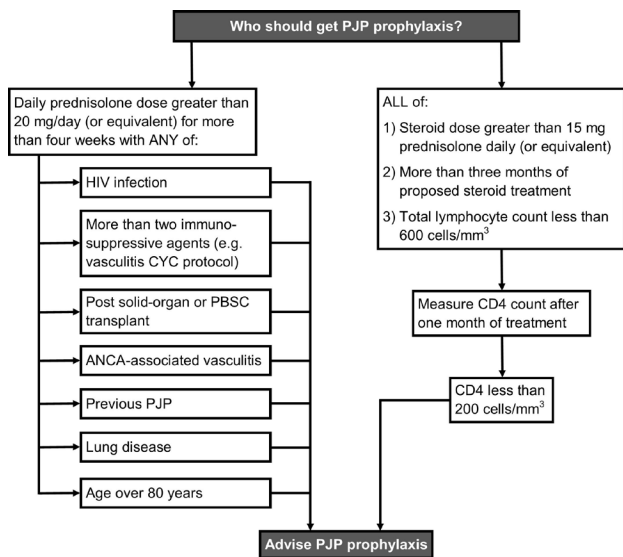 Who should get PJP prophylaxis?
Daily prednisolone dose greater than
20 mg/day (or equivalent) for more
than four weeks with ANY of:
HIV infection
More than two immuno-
suppressive agents (e.g.
vasculitis CYC protocol)
Post solid-organ or PBSC
transplant
ANCA-associated vasculitis
Previous PJP
Lung disease
Age over 80 years
ALL of:
1) Steroid dose greater than 15 mg
prednisolone daily (or equivalent)
2) More than three months of
proposed steroid treatment
3) Total lymphocyte count less than
600 cells/mm³
Measure CD4 count after
one month of treatment
CD4 less than
200 cells/mm³
Advise PJP prophylaxis